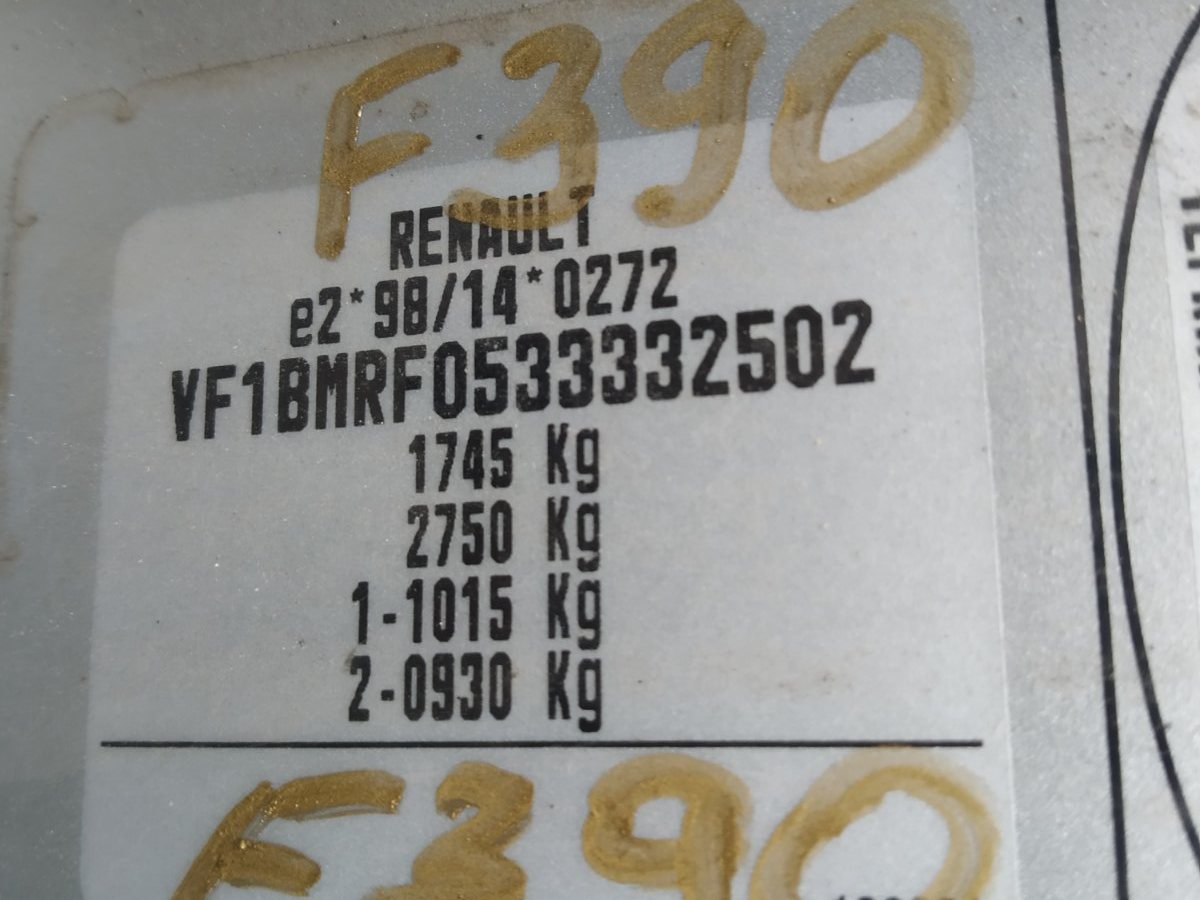 F390
RENAULT
e2*98/14*0272
VF1BMRF0533332502
1745 Kg
2750 Kg
1-1015 Kg
2-0930 Kg
F390